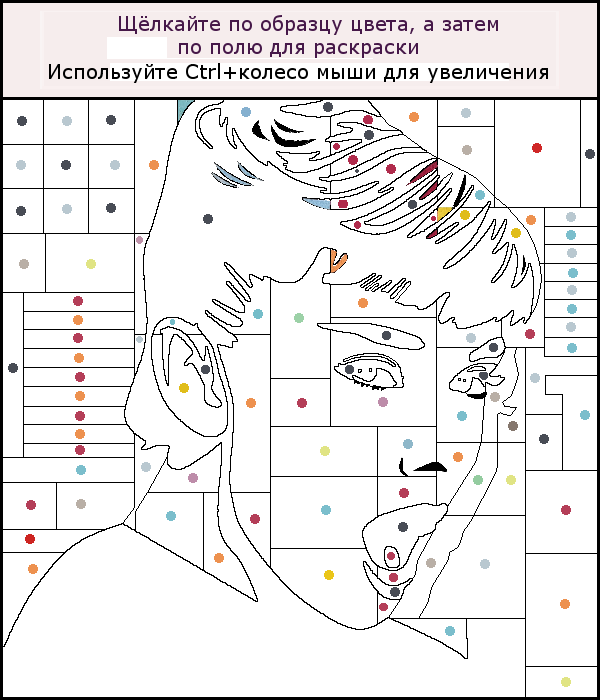 Щёлкайте по образцу цвета, а затем
по полю для раскраски
Используйте Ctrl+колесо мыши для увеличения